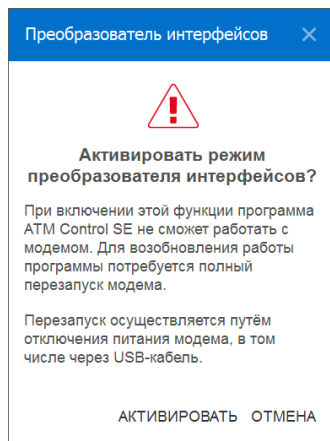 Преобразователь интерфейсов
Активировать режим
преобразователя интерфейсов?
При включении этой функции программа
ATM Control SE не сможет работать с
модемом. Для возобновления работы
программы потребуется полный
перезапуск модема.
Перезапуск осуществляется путём
отключения питания модема, в том
числе через USB-кабель.
АКТИВИРОВАТЬ ОТМЕНА